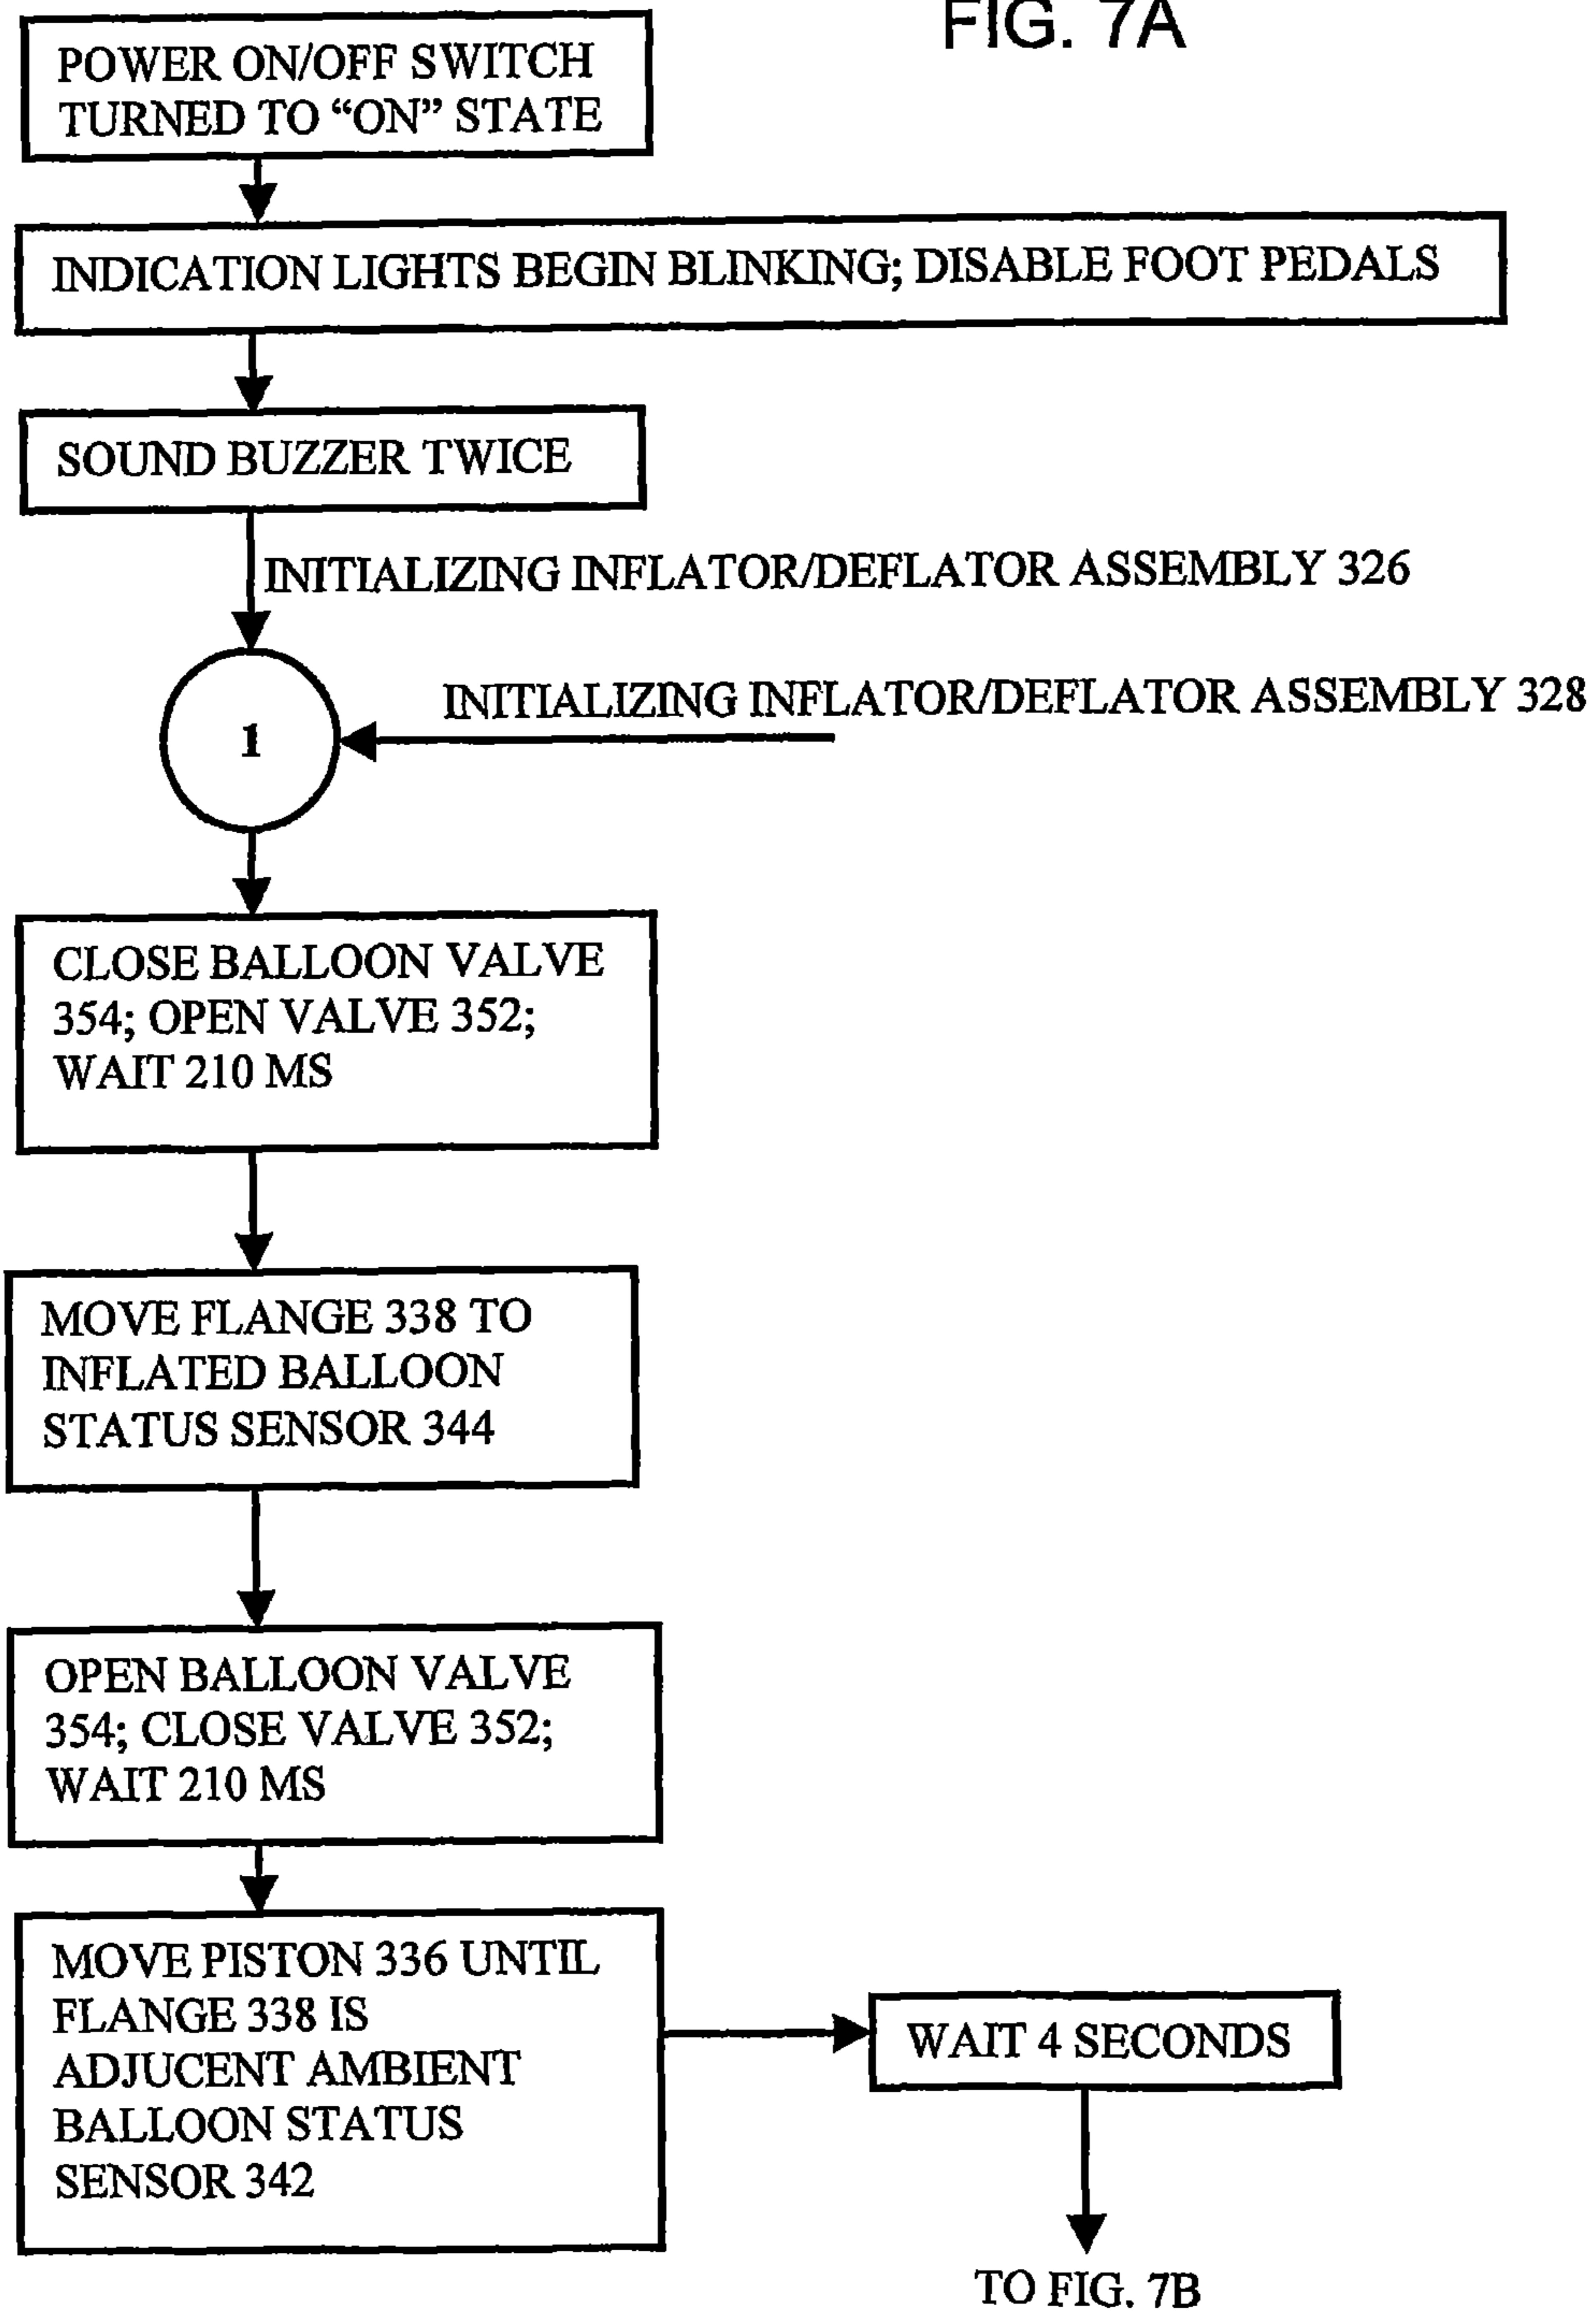 FIG. 7A
POWER ON/OFF SWITCH
TURNED TO “ON” STATE
INDICATION LIGHTS BEGIN BLINKING; DISABLE FOOT PEDALS
SOUND BUZZER TWICE
INITIALIZING INFLATOR/DEFLATOR ASSEMBLY 326
INITIALIZING INFLATOR/DEFLATOR ASSEMBLY 328
1
CLOSE BALLOON VALVE
354; OPEN VALVE 352;
WAIT 210 MS
MOVE FLANGE 338 TO
INFLATED BALLOON
STATUS SENSOR 344
OPEN BALLOON VALVE
354; CLOSE VALVE 352;
WAIT 210 MS
MOVE PISTON 336 UNTIL
FLANGE 338 IS
ADJUCENT AMBIENT
BALLOON STATUS
SENSOR 342
WAIT 4 SECONDS
TO FIG. 7B